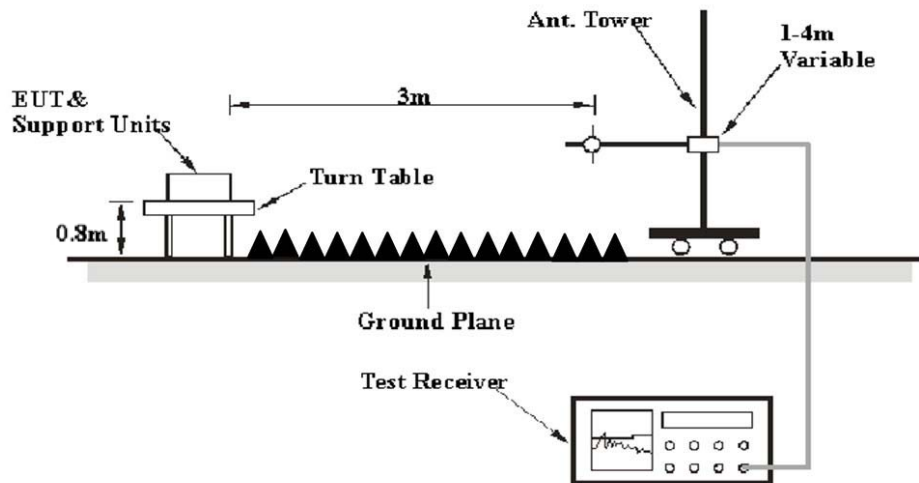 Ant. Tower
1-4m
Variable
3m
EUT&
Support Units
Turn Table
0.8m
Ground Plane
Test Receiver